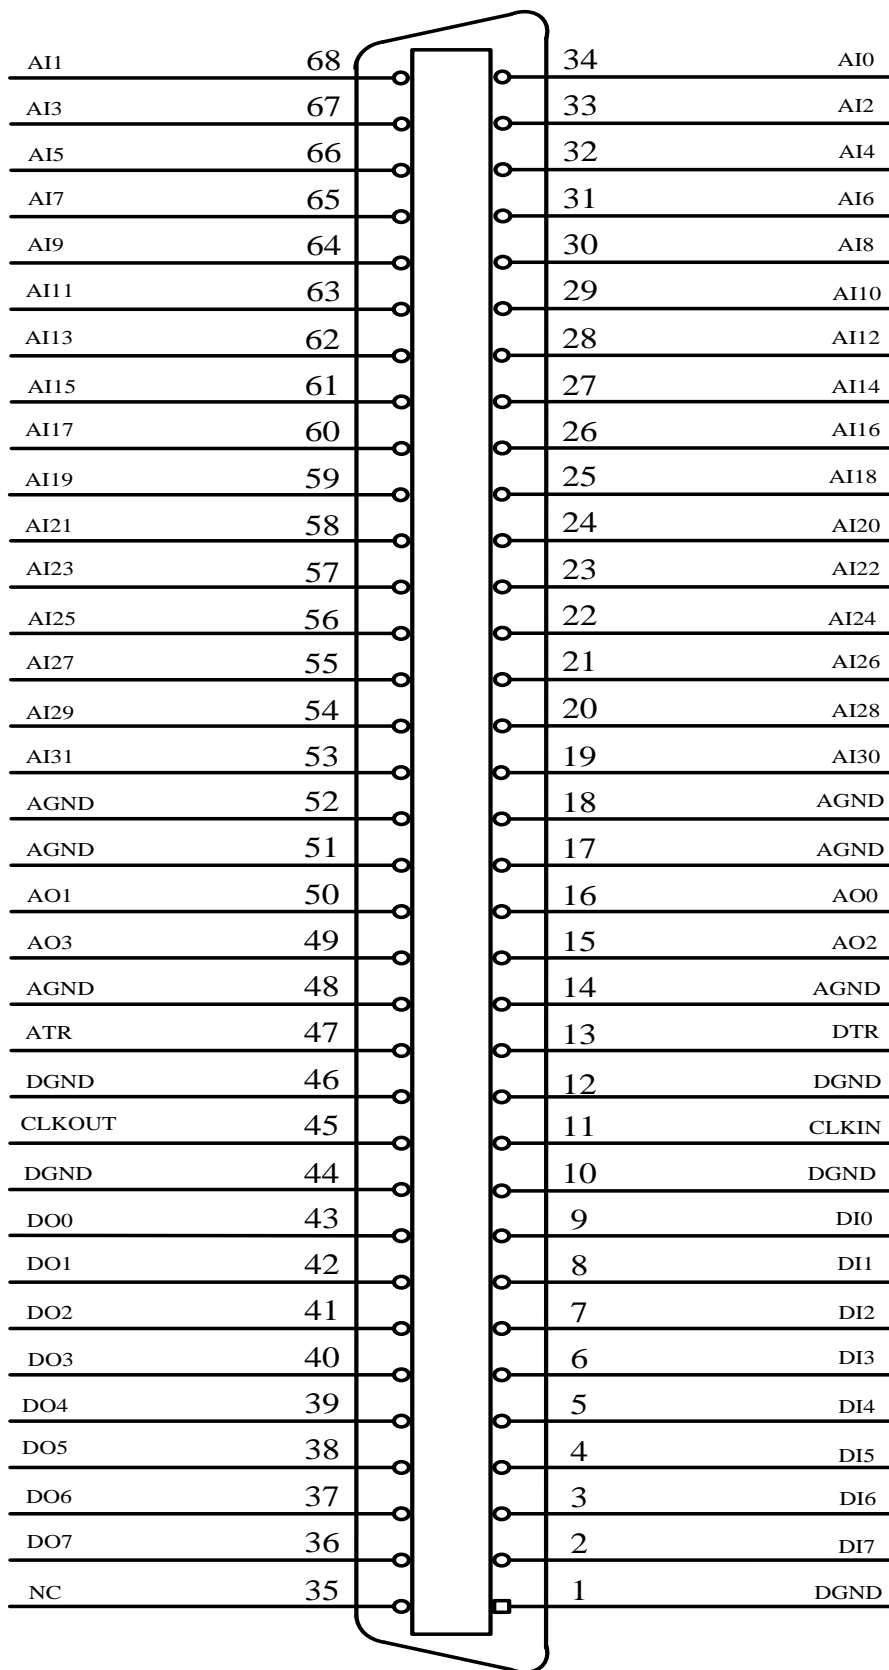 AI1 68 34 AI0
AI3 67 33 AI2
AI5 66 32 AI4
AI7 65 31 AI6
AI9 64 30 AI8
AI11 63 29 AI10
AI13 62 28 AI12
AI15 61 27 AI14
AI17 60 26 AI16
AI19 59 25 AI18
AI21 58 24 AI20
AI23 57 23 AI22
AI25 56 22 AI24
AI27 55 21 AI26
AI29 54 20 AI28
AI31 53 19 AI30
AGND 52 18 AGND
AGND 51 17 AGND
AO1 50 16 AO0
AO3 49 15 AO2
AGND 48 14 AGND
ATR 47 13 DTR
DGND 46 12 DGND
CLKOUT 45 11 CLKIN
DGND 44 10 DGND
DO0 43 9 DI0
DO1 42 8 DI1
DO2 41 7 DI2
DO3 40 6 DI3
DO4 39 5 DI4
DO5 38 4 DI5
DO6 37 3 DI6
DO7 36 2 DI7
NC 35 1 DGND